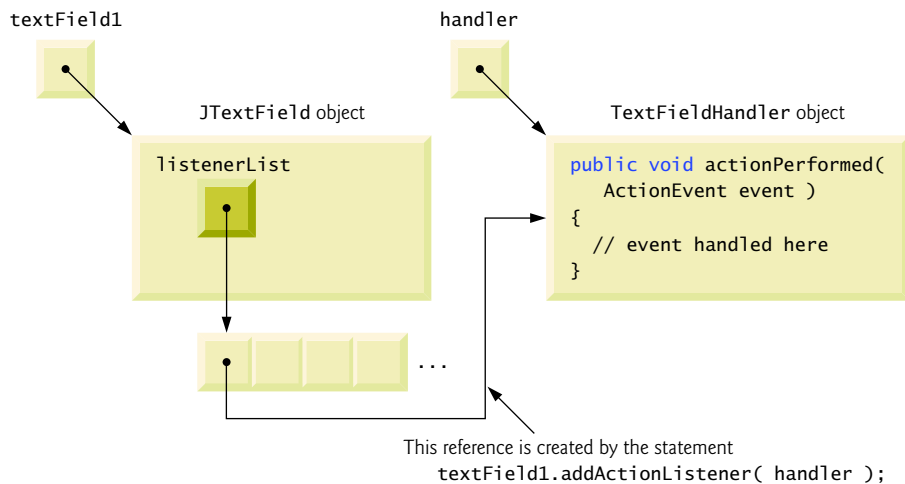 textField1
handler
JTextField object
TextFieldHandler object
listenerList
public void actionPerformed(
ActionEvent event )
{
// event handled here
}
...
This reference is created by the statement
textField1.addActionListener( handler );